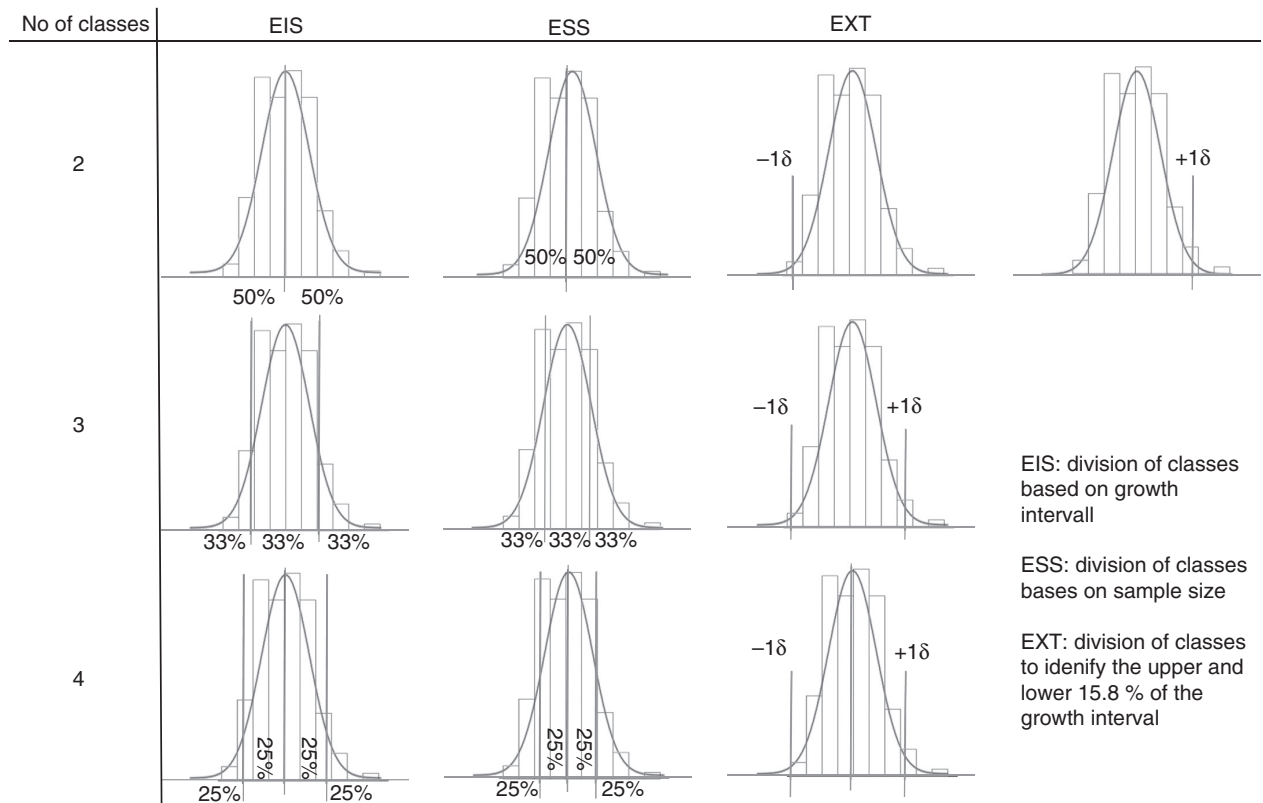 No of classes EIS ESS EXT
2
–1δ +1δ
50% 50%
50% 50%
3
–1δ +1δ
33% 33% 33% 33% 33% 33%
4
–1δ +1δ
25% 25% 25% 25%
25% 25% 25% 25%
EIS: division of classes
based on growth
intervall
ESS: division of classes
bases on sample size
EXT: division of classes
to idenify the upper and
lower 15.8 % of the
growth interval